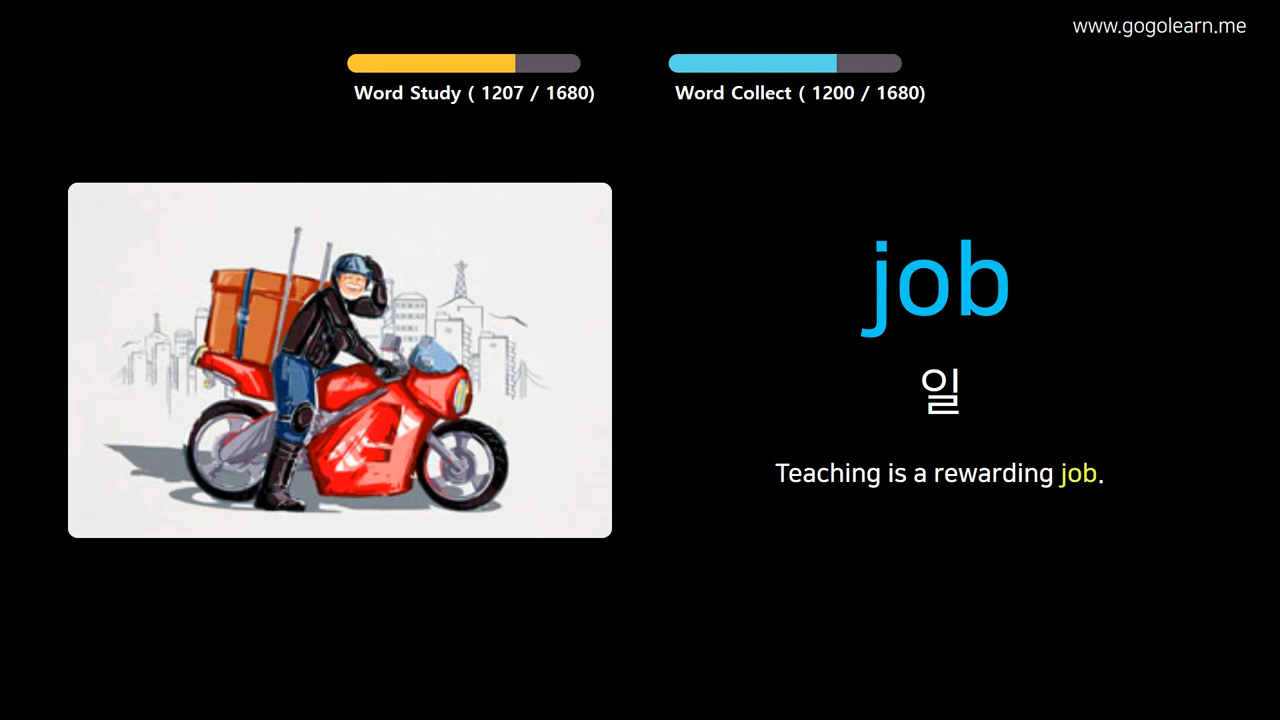 www.gogolearn.me
Word Study ( 1207 / 1680)
Word Collect ( 1200 / 1680)
job
일
Teaching is a rewarding job.